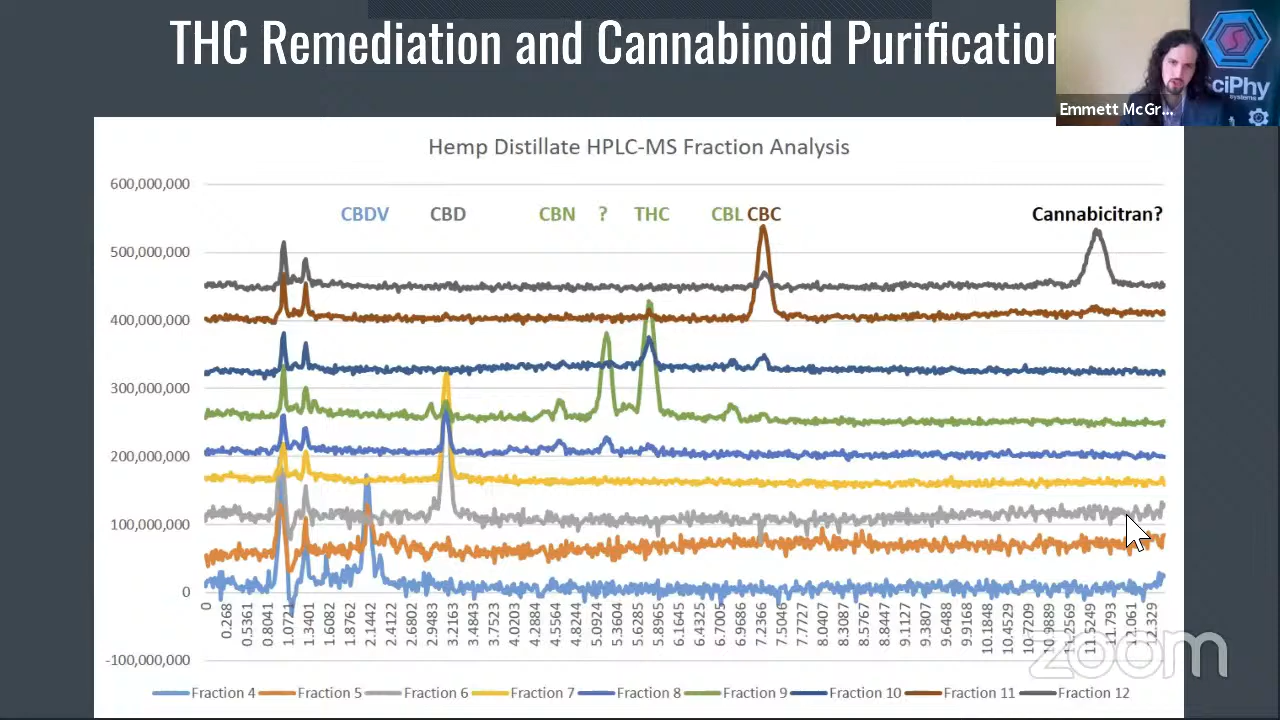 THC Remediation and Cannabinoid Purification
SciPhy
systems
Emmett McGr...
Hemp Distillate HPLC-MS Fraction Analysis
600,000,000
CBDV CBD CBN ? THC CBL CBC Cannabicitran?
500,000,000
400,000,000
300,000,000
200,000,000
100,000,000
0
0 0.268 0.5361 0.8041 1.0721 1.3401 1.6082 1.8762 2.1442 2.4122 2.6802 2.9483 3.2163 3.4843 3.7523 4.0203 4.2884 4.5564 4.8244 5.0924 5.3604 5.6285 5.8965 6.1645 6.4325 6.7005 6.9686 7.2366 7.5046 7.7727 8.0407 8.3087 8.5767 8.8447 9.1127 9.3807 9.6488 9.9168 10.1848 10.4529 10.7209 10.9889 11.2569 11.5249 11.793 12.061 12.329
-100,000,000
zoom
Fraction 4 Fraction 5 Fraction 6 Fraction 7 Fraction 8 Fraction 9 Fraction 10 Fraction 11 Fraction 12